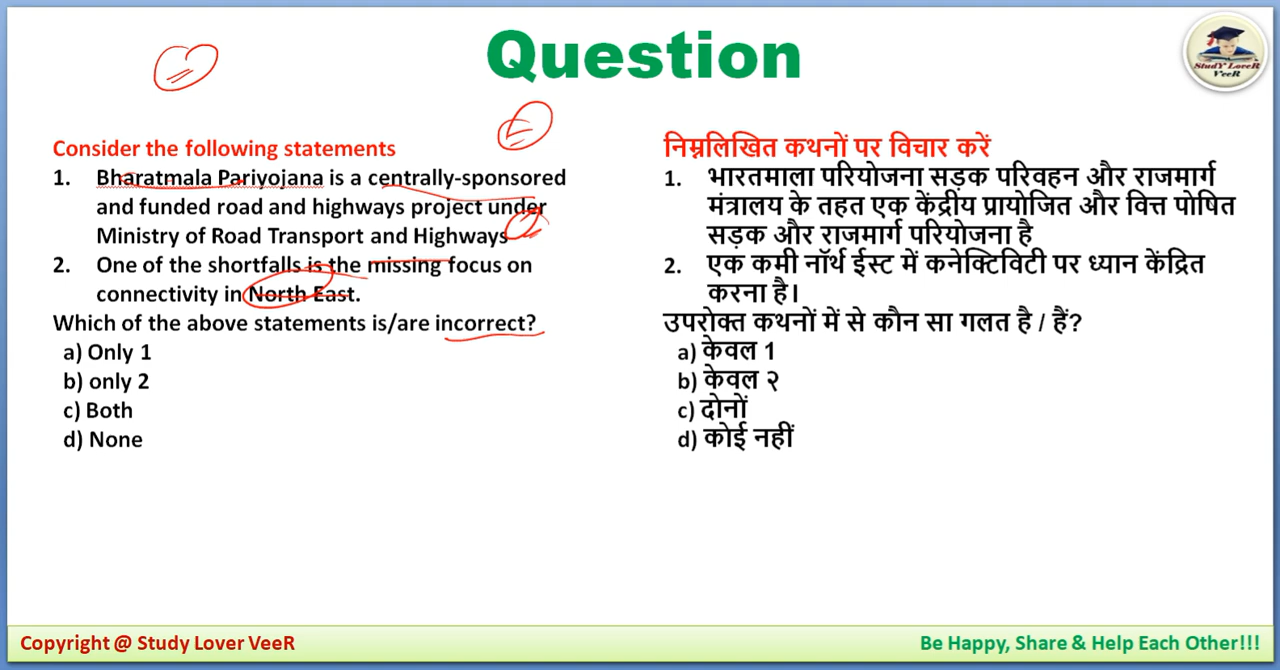 Question
StudY LoveR
VeeR
Consider the following statements
1. Bharatmala Pariyojana is a centrally-sponsored
and funded road and highways project under
Ministry of Road Transport and Highways
2. One of the shortfalls is the missing focus on
connectivity in North East.
Which of the above statements is/are incorrect?
a) Only 1
b) only 2
c) Both
d) None
निम्नलिखित कथनों पर विचार करें
1. भारतमाला परियोजना सड़क परिवहन और राजमार्ग
मंत्रालय के तहत एक केंद्रीय प्रायोजित और वित्त पोषित
सड़क और राजमार्ग परियोजना है
2. एक कमी नॉर्थ ईस्ट में कनेक्टिविटी पर ध्यान केंद्रित
करना है।
उपरोक्त कथनों में से कौन सा गलत है / हैं?
a) केवल 1
b) केवल २
c) दोनों
d) कोई नहीं
Copyright @ Study Lover VeeR
Be Happy, Share & Help Each Other!!!